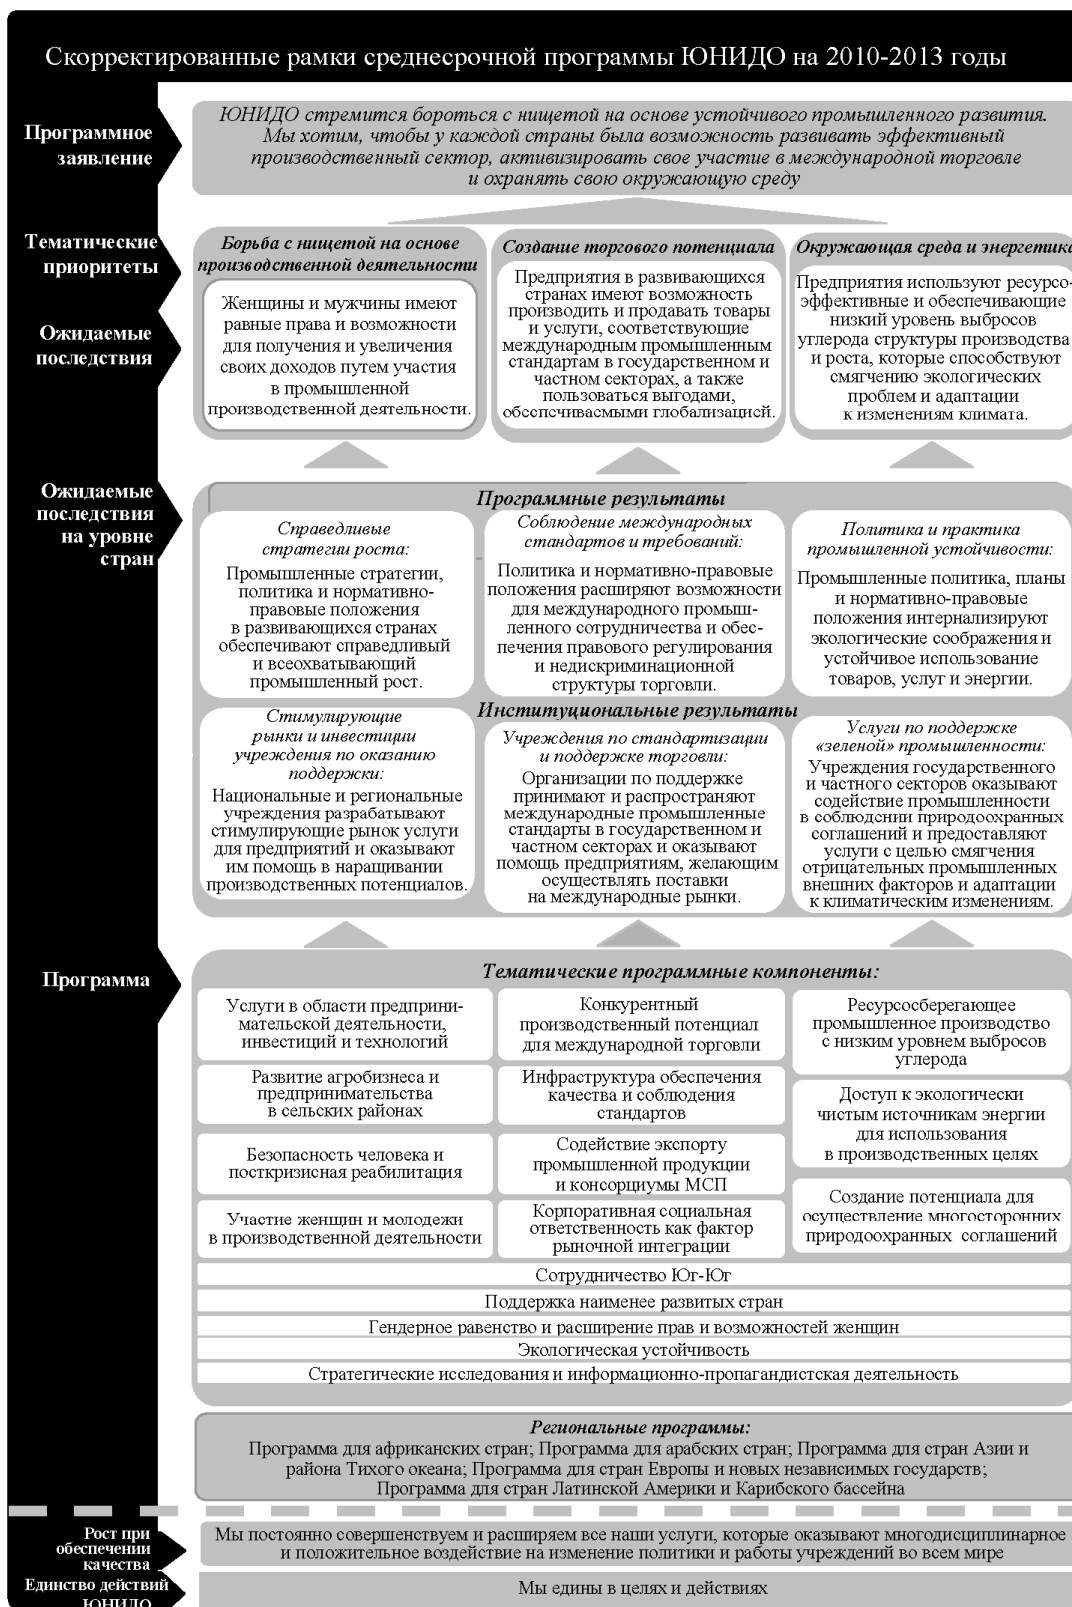 Скорректированные рамки среднесрочной программы ЮНИДО на 2010-2013 годы
Программное
заявление
ЮНИДО стремится бороться с нищетой на основе устойчивого промышленного развития.
Мы хотим, чтобы у каждой страны была возможность развивать эффективный
производственный сектор, активизировать свое участие в международной торговле
и охранять свою окружающую среду
Тематические
приоритеты
Ожидаемые
последствия
Борьба с нищетой на основе
производственной деятельности
Женщины и мужчины имеют
равные права и возможности
для получения и увеличения
своих доходов путем участия
в промышленной
производственной деятельности.
Создание торгового потенциала
Предприятия в развивающихся
странах имеют возможность
производить и продавать товары
и услуги, соответствующие
международным промышленным
стандартам в государственном и
частном секторах, а также
пользоваться выгодами,
обеспечиваемыми глобализацией.
Окружающая среда и энергетика
Предприятия используют ресурсо-
эффективные и обеспечивающие
низкий уровень выбросов
углерода структуры производства
и роста, которые способствуют
смягчению экологических
проблем и адаптации
к изменениям климата.
Ожидаемые
последствия
на уровне
стран
Программные результаты
Справедливые
стратегии роста:
Промышленные стратегии,
политика и нормативно-
правовые положения
в развивающихся странах
обеспечивают справедливый
и всеохватывающий
промышленный рост.
Соблюдение международных
стандартов и требований:
Политика и нормативно-правовые
положения расширяют возможности
для международного промыш-
ленного сотрудничества и обес-
печения правового регулирования
и недискриминационной
структуры торговли.
Политика и практика
промышленной устойчивости:
Промышленные политика, планы
и нормативно-правовые
положения интернализируют
экологические соображения и
устойчивое использование
товаров, услуг и энергии.
Институциональные результаты
Стимулирующие
рынки и инвестиции
учреждения по оказанию
поддержки:
Национальные и региональные
учреждения разрабатывают
стимулирующие рынок услуги
для предприятий и оказывают
им помощь в наращивании
производственных потенциалов.
Учреждения по стандартизации
и поддержке торговли:
Организации по поддержке
принимают и распространяют
международные промышленные
стандарты в государственном и
частном секторах и оказывают
помощь предприятиям, желающим
осуществлять поставки
на международные рынки.
Услуги по поддержке
«зеленой» промышленности:
Учреждения государственного
и частного секторов оказывают
содействие промышленности
в соблюдении природоохранных
соглашений и предоставляют
услуги с целью смягчения
отрицательных промышленных
внешних факторов и адаптации
к климатическим изменениям.
Программа
Тематические программные компоненты:
Услуги в области предприни-
мательской деятельности,
инвестиций и технологий
Развитие агробизнеса и
предпринимательства
в сельских районах
Безопасность человека и
посткризисная реабилитация
Участие женщин и молодежи
в производственной деятельности
Конкурентный
производственный потенциал
для международной торговли
Инфраструктура обеспечения
качества и соблюдения
стандартов
Содействие экспорту
промышленной продукции
и консорциумы МСП
Корпоративная социальная
ответственность как фактор
рыночной интеграции
Ресурсосберегающее
промышленное производство
с низким уровнем выбросов
углерода
Доступ к экологически
чистым источникам энергии
для использования
в производственных целях
Создание потенциала для
осуществление многосторонних
природоохранных соглашений
Сотрудничество Юг-Юг
Поддержка наименее развитых стран
Гендерное равенство и расширение прав и возможностей женщин
Экологическая устойчивость
Стратегические исследования и информационно-пропагандистская деятельность
Региональные программы:
Программа для африканских стран; Программа для арабских стран; Программа для стран Азии и
района Тихого океана; Программа для стран Европы и новых независимых государств;
Программа для стран Латинской Америки и Карибского бассейна
Рост при
обеспечении
качества
Мы постоянно совершенствуем и расширяем все наши услуги, которые оказывают многодисциплинарное
и положительное воздействие на изменение политики и работы учреждений во всем мире
Единство действий
ЮНИДО
Мы едины в целях и действиях